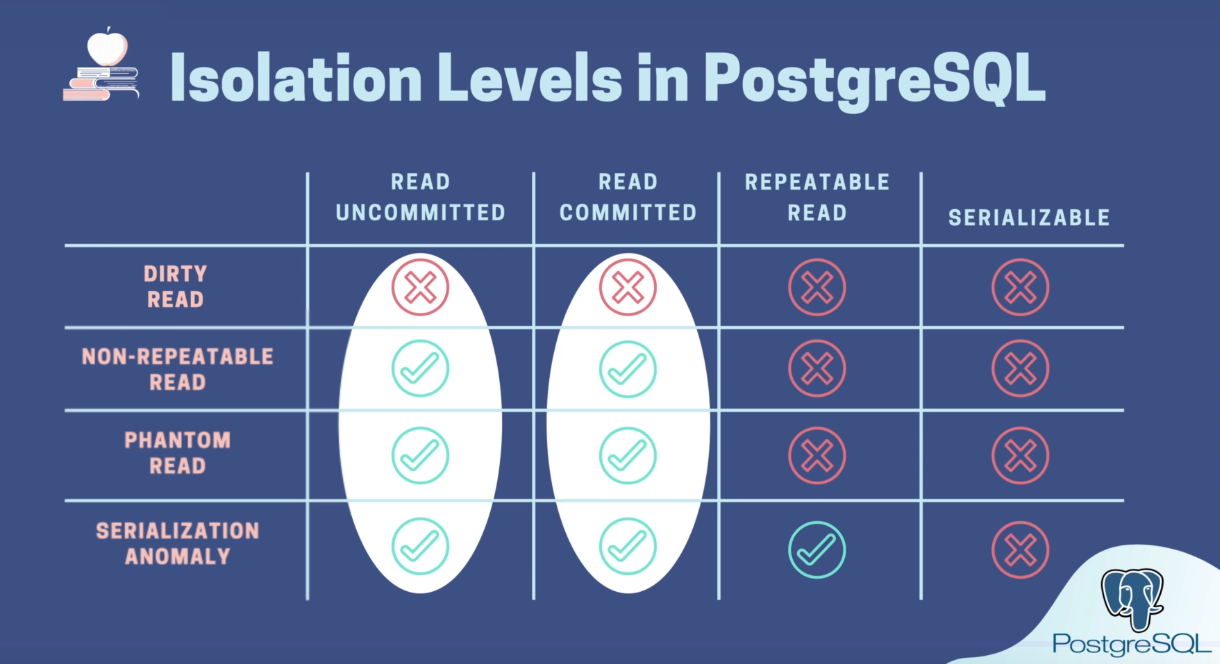 Isolation Levels in PostgreSQL
READ
UNCOMMITTED
READ
COMMITTED
REPEATABLE
READ
SERIALIZABLE
DIRTY
READ
NON-REPEATABLE
READ
PHANTOM
READ
SERIALIZATION
ANOMALY
PostgreSQL